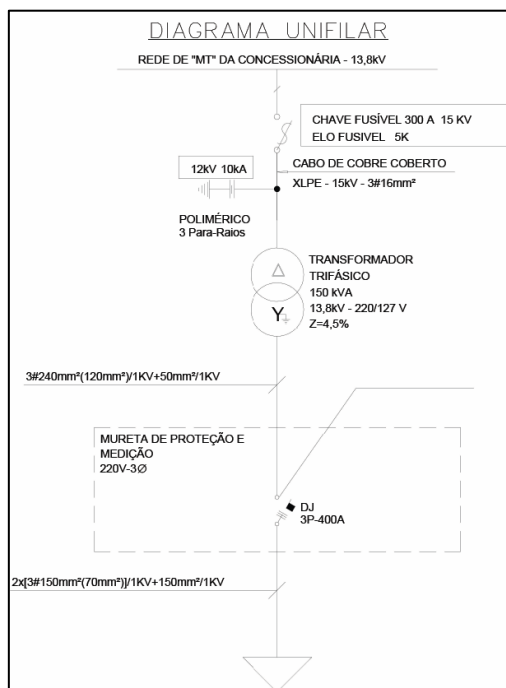 DIAGRAMA UNIFILAR
REDE DE "MT" DA CONCESSIONÁRIA - 13,8kV
CHAVE FUSÍVEL 300 A 15 KV
ELO FUSIVEL 5K
CABO DE COBRE COBERTO
XLPE - 15kV - 3#16mm²
12kV 10kA
POLIMÉRICO
3 Para-Raios
TRANSFORMADOR
TRIFÁSICO
150 kVA
13,8kV - 220/127 V
Z=4,5%
Δ
Y
3#240mm²(120mm²)/1KV+50mm²/1KV
MURETA DE PROTEÇÃO E
MEDIÇÃO
220V-3Ø
DJ
3P-400A
2x[3#150mm²(70mm²)]/1KV+150mm²/1KV